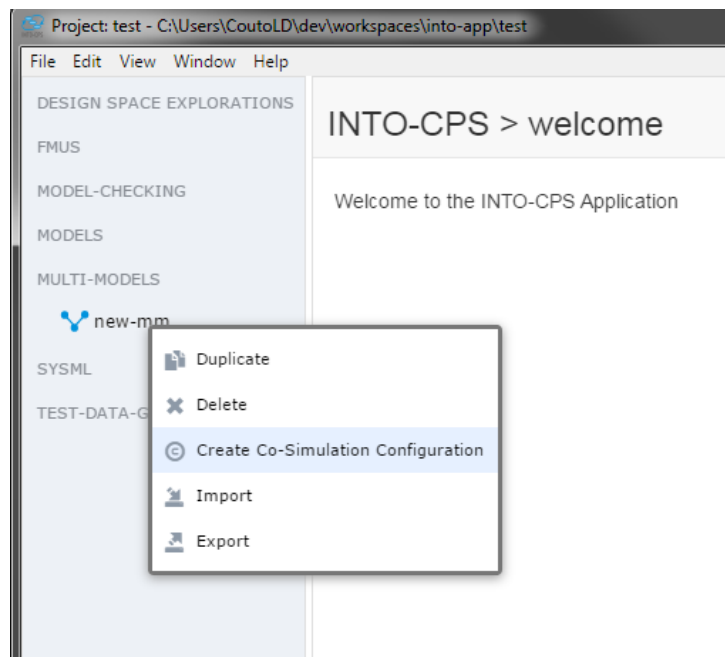 Project: test - C:\Users\CoutoLD\dev\workspaces\into-app\test
File Edit View Window Help
DESIGN SPACE EXPLORATIONS
FMUS
MODEL-CHECKING
MODELS
MULTI-MODELS
new-mm
SYSML
TEST-DATA-G
INTO-CPS > welcome
Welcome to the INTO-CPS Application
Duplicate
Delete
Create Co-Simulation Configuration
Import
Export